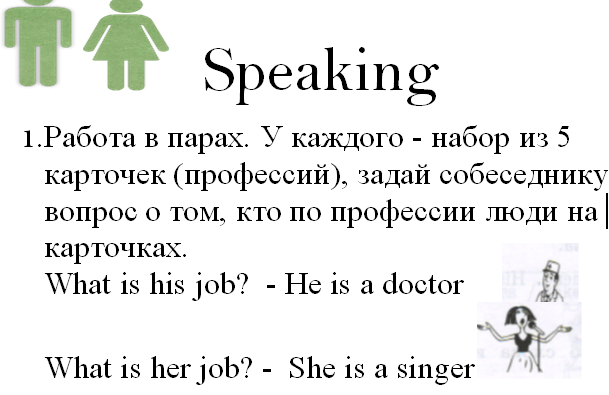 Speaking
1.Работа в парах. У каждого - набор из 5
карточек (профессий), задай собеседнику
вопрос о том, кто по профессии люди на
карточках.
What is his job?  - He is a doctor
What is her job? -  She is a singer